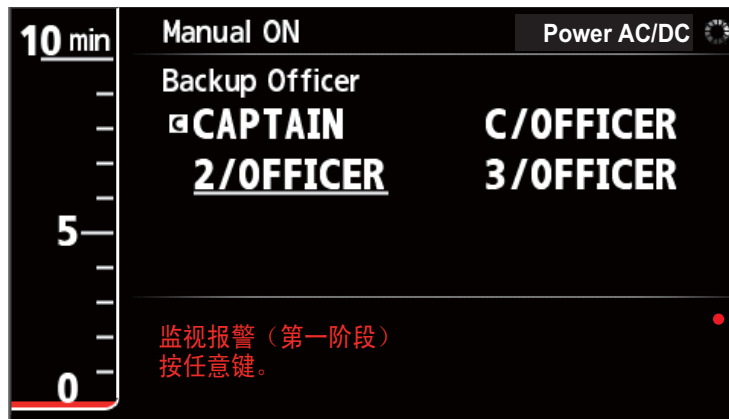 10 min
Manual ON
Power AC/DC
Backup Officer
C CAPTAIN
C/OFFICER
2/OFFICER
3/OFFICER
5
监视报警（第一阶段）
按任意键。
0